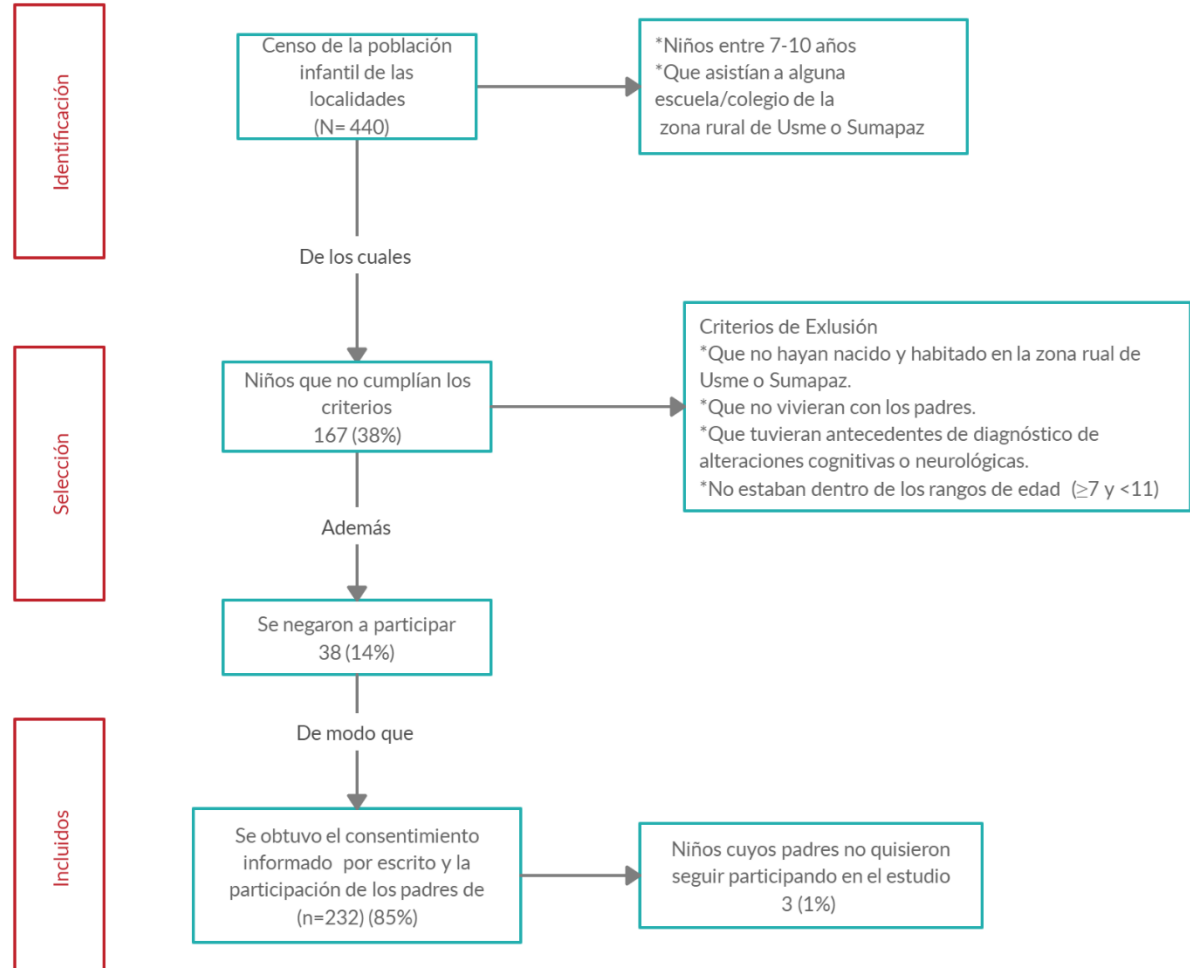 Identificación
Censo de la población
infantil de las
localidades
(N= 440)
*Niños entre 7-10 años
*Que asistían a alguna
escuela/colegio de la
zona rural de Usme o Sumapaz
De los cuales
Selección
Niños que no cumplían los
criterios
167 (38%)
Criterios de Exlusión
*Que no hayan nacido y habitado en la zona rual de
Usme o Sumapaz.
*Que no vivieran con los padres.
*Que tuvieran antecedentes de diagnóstico de
alteraciones cognitivas o neurológicas.
*No estaban dentro de los rangos de edad (≥7 y <11)
Además
Se negaron a participar
38 (14%)
De modo que
Incluidos
Se obtuvo el consentimiento
informado por escrito y la
participación de los padres de
(n=232) (85%)
Niños cuyos padres no quisieron
seguir participando en el estudio
3 (1%)